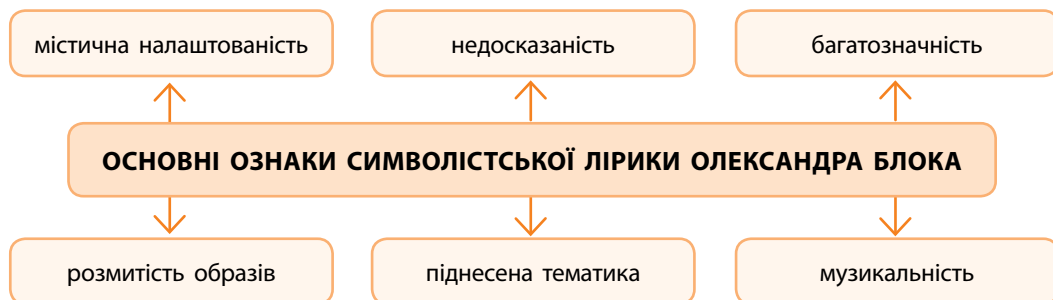 містична налаштованість
недосказаність
багатозначність
ОСНОВНІ ОЗНАКИ СИМВОЛІСТСЬКОЇ ЛІРИКИ ОЛЕКСАНДРА БЛОКА
розмитість образів
піднесена тематика
музикальність